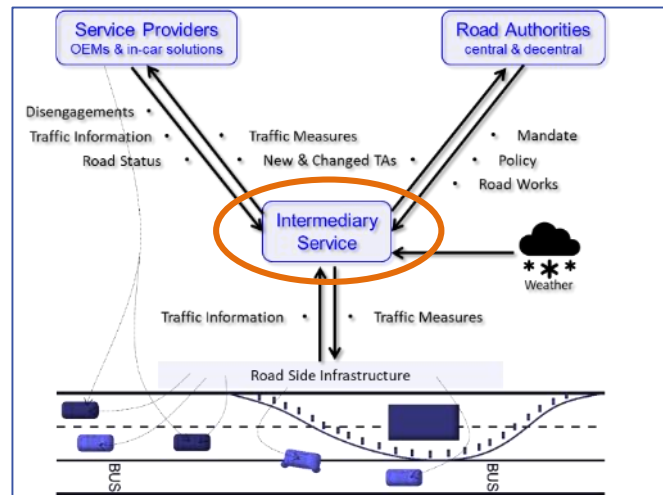 Service Providers
OEMs & in-car solutions
Road Authorities
central & decentral
Disengagements •
Traffic Information •
Road Status •
• Traffic Measures
• New & Changed TAs
• Mandate
• Policy
• Road Works
Intermediary
Service
Weather
Traffic Information •
• Traffic Measures
Road Side Infrastructure
BUS
BUS